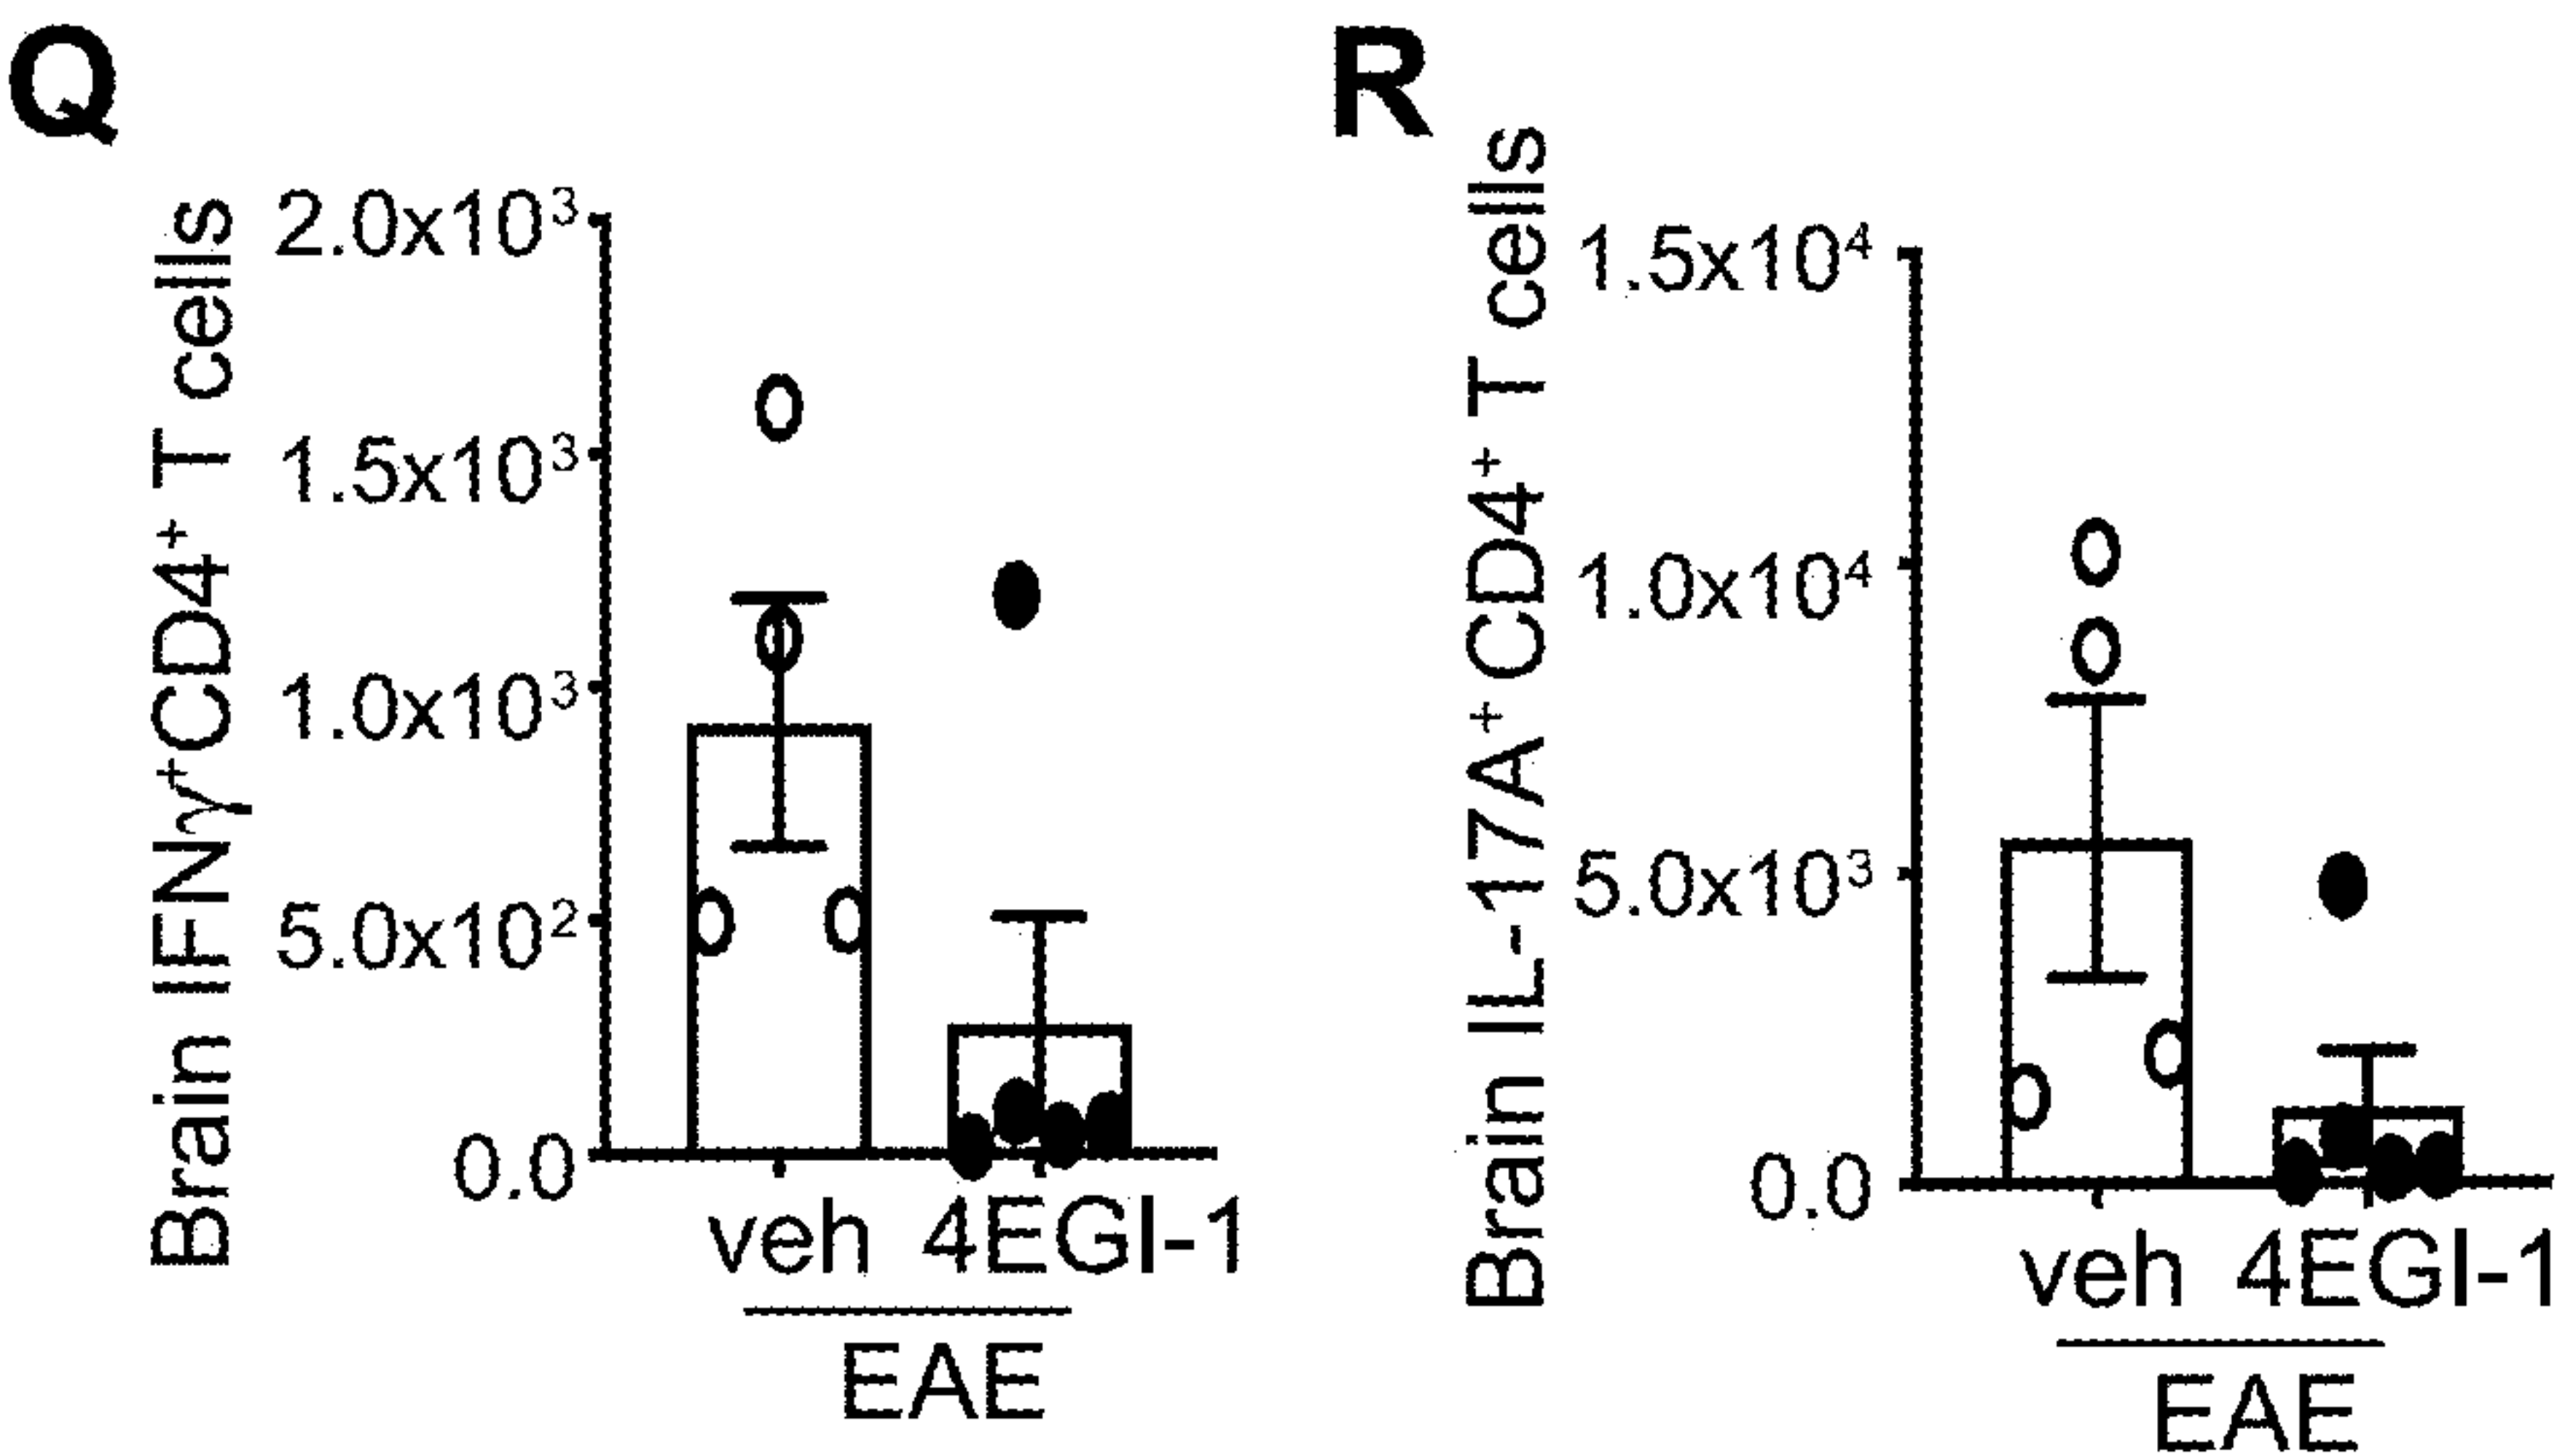 Q
Brain IFNγ⁺CD4⁺ T cells
2.0x10³
1.5x10³
1.0x10³
5.0x10²
0.0
veh 4EGI-1
EAE
R
Brain IL-17A⁺CD4⁺ T cells
1.5x10⁴
1.0x10⁴
5.0x10³
0.0
veh 4EGI-1
EAE